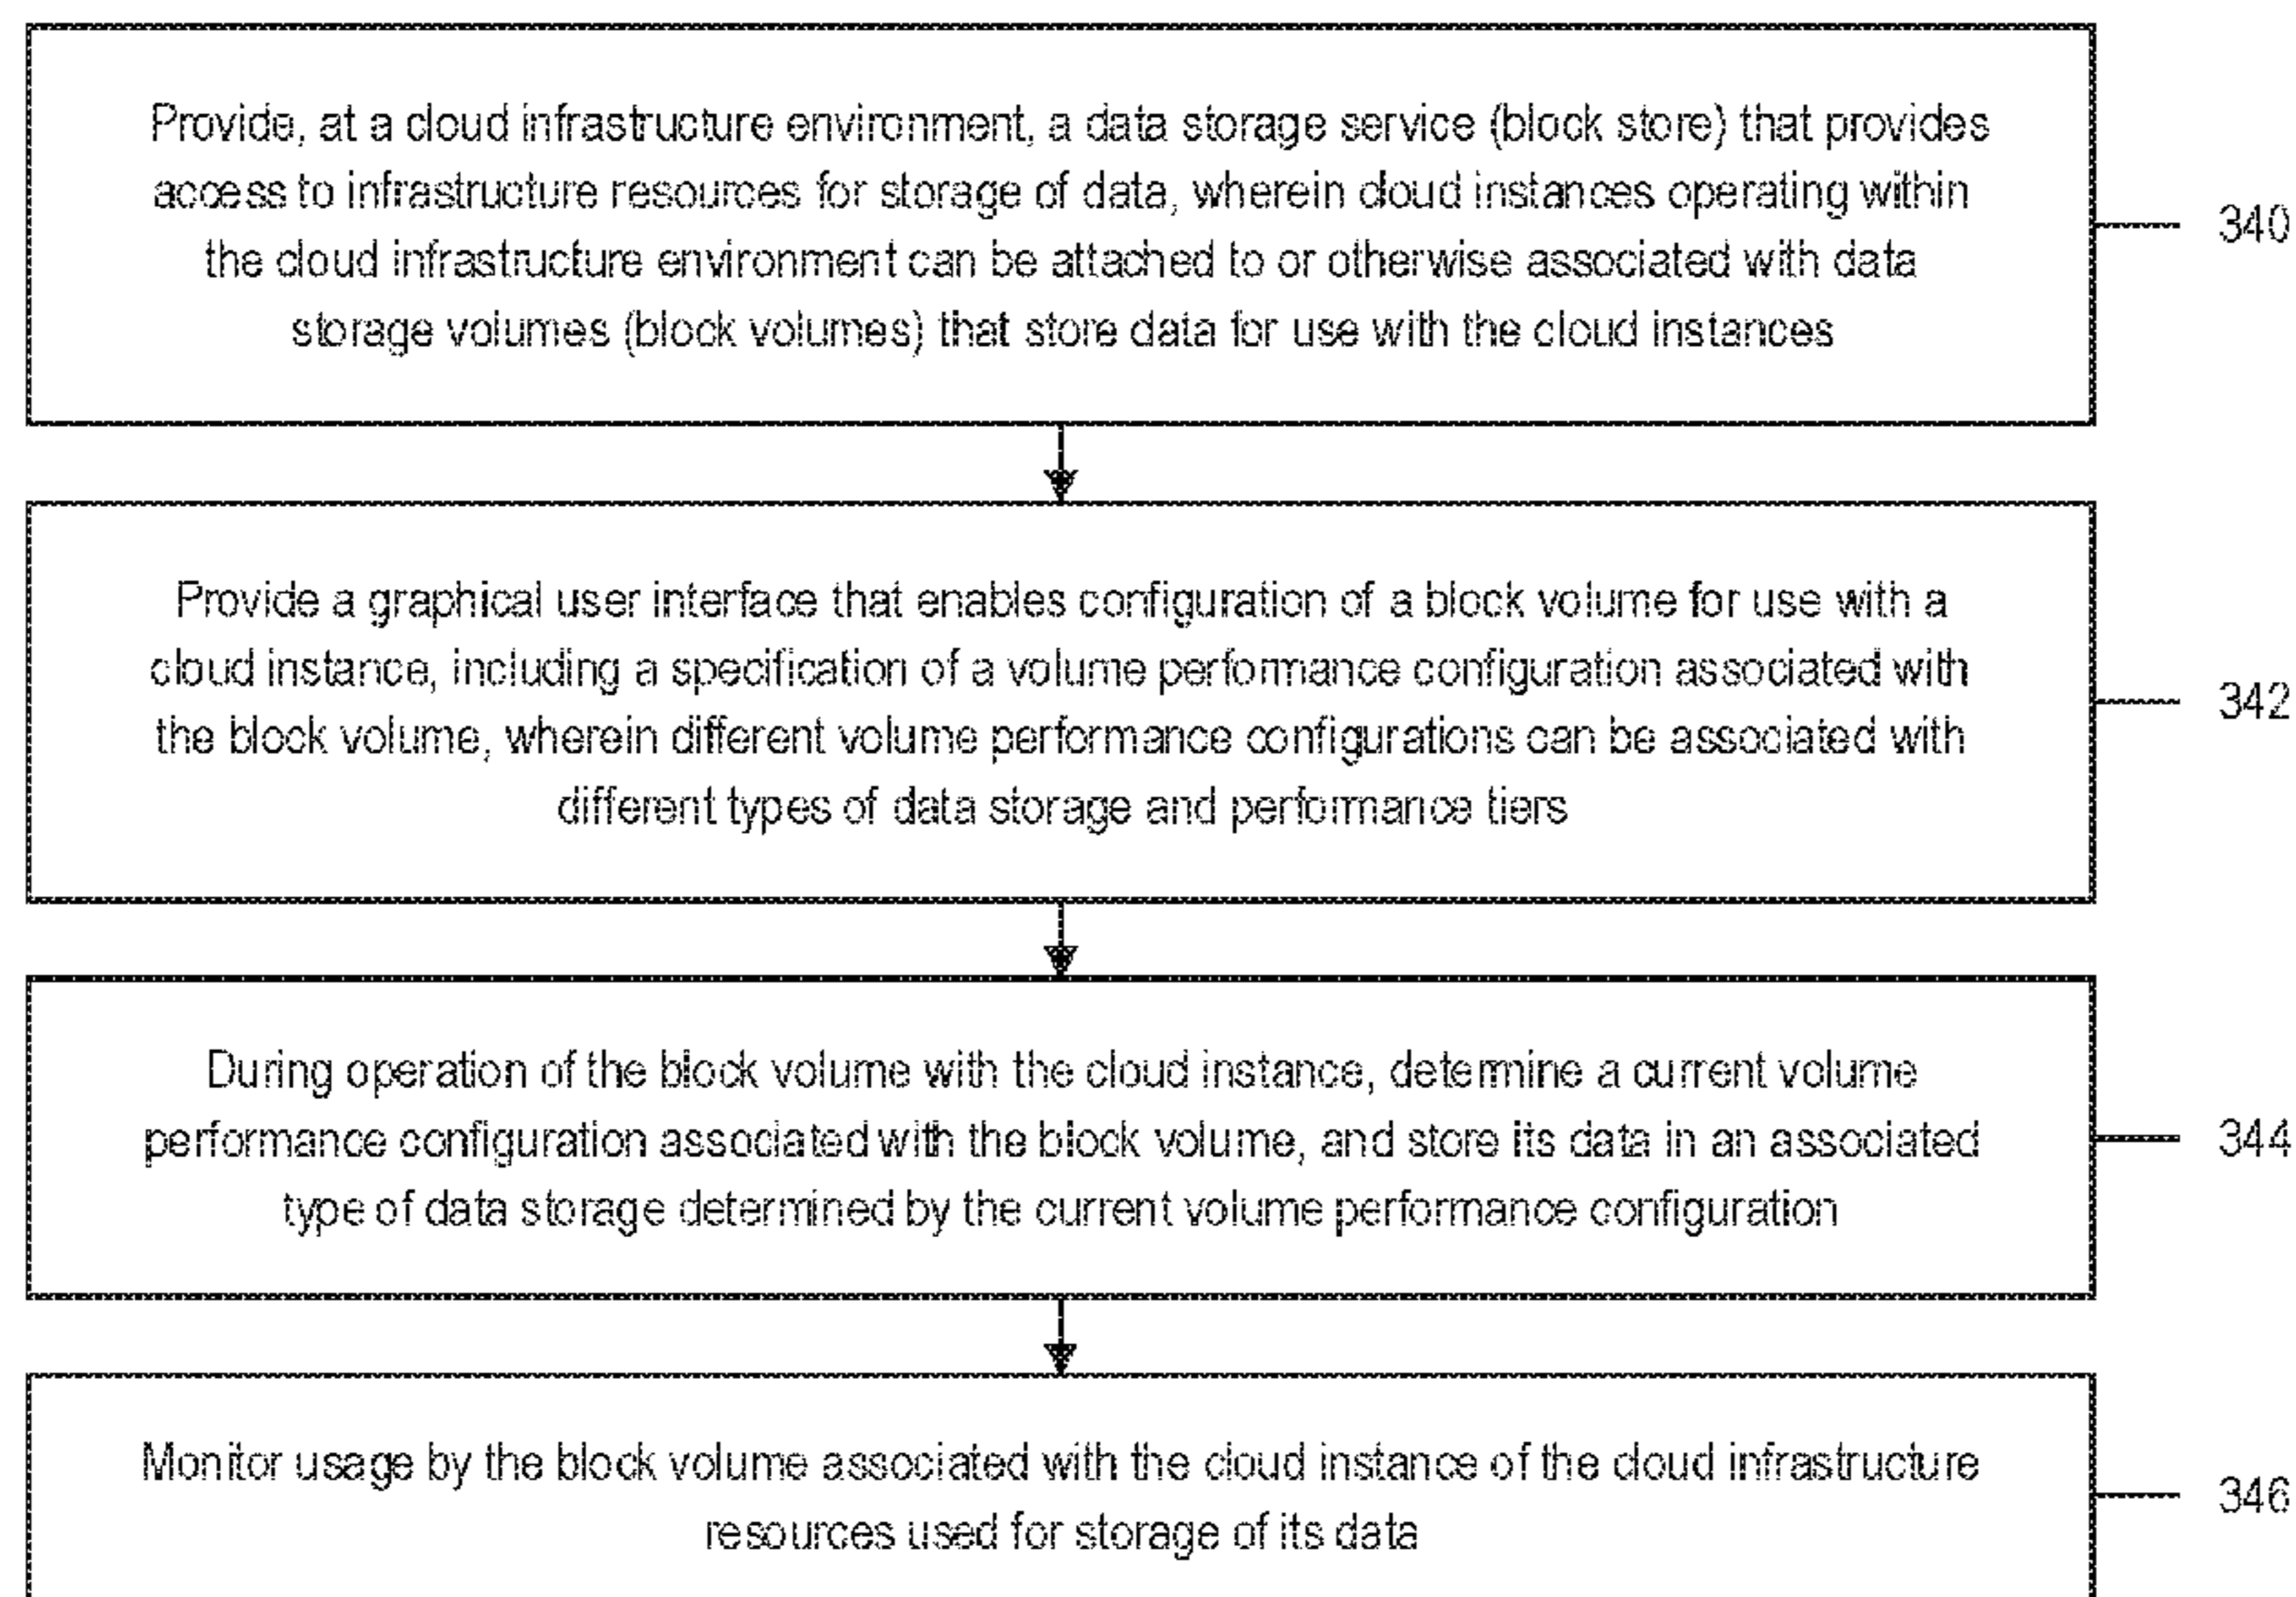 Provide, at a cloud infrastructure environment, a data storage service (block store) that provides
access to infrastructure resources for storage of data, wherein cloud instances operating within
the cloud infrastructure environment can be attached to or otherwise associated with data
storage volumes (block volumes) that store data for use with the cloud instances
340
Provide a graphical user interface that enables configuration of a block volume for use with a
cloud instance, including a specification of a volume performance configuration associated with
the block volume, wherein different volume performance configurations can be associated with
different types of data storage and performance tiers
342
During operation of the block volume with the cloud instance, determine a current volume
performance configuration associated with the block volume, and store its data in an associated
type of data storage determined by the current volume performance configuration
344
Monitor usage by the block volume associated with the cloud instance of the cloud infrastructure
resources used for storage of its data
346